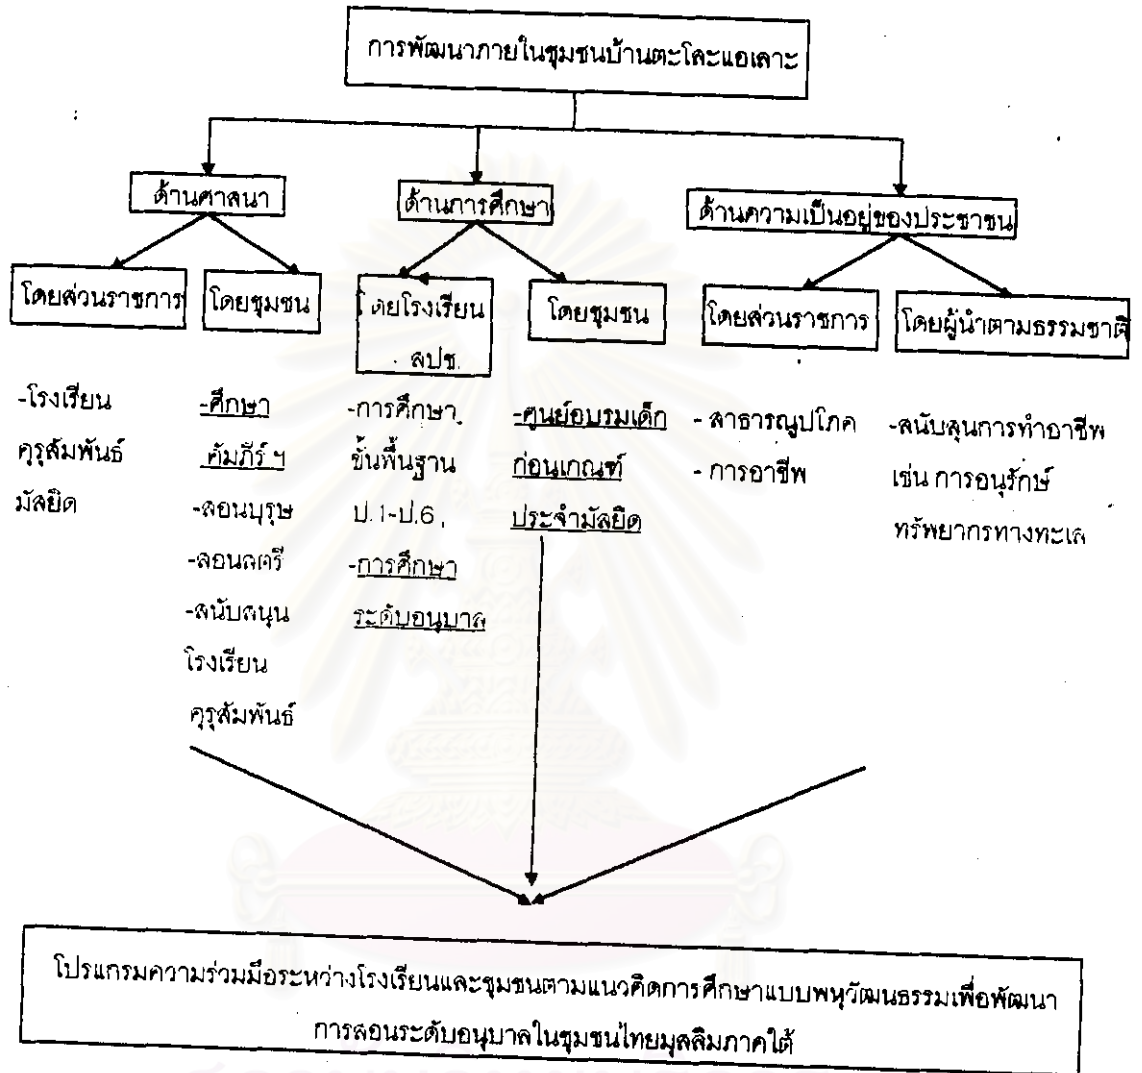 การพัฒนาภายในชุมชนบ้านตะโละแอเลาะ
ด้านศาสนา
ด้านการศึกษา
ด้านความเป็นอยู่ของประชาชน
โดยส่วนราชการ
โดยชุมชน
โดยโรงเรียน
สปช.
โดยชุมชน
โดยส่วนราชการ
โดยผู้นำตามธรรมชาติ
-โรงเรียน
คุรุสัมพันธ์
มัสยิด
-ศึกษา
คัมภีร์ ฯ
-สอนบุรุษ
-สอนสตรี
-สนับสนุน
โรงเรียน
คุรุสัมพันธ์
-การศึกษา
ขั้นพื้นฐาน
ป.1-ป.6,
-การศึกษา
ระดับอนุบาล
-ศูนย์อบรมเด็ก
ก่อนเกณฑ์
ประจำมัสยิด
- สาธารณูปโภค
- การอาชีพ
-สนับสุนการทำอาชีพ
เช่น การอนุรักษ์
ทรัพยากรทางทะเล
โปรแกรมความร่วมมือระหว่างโรงเรียนและชุมชนตามแนวคิดการศึกษาแบบพหุวัฒนธรรมเพื่อพัฒนา
การสอนระดับอนุบาลในชุมชนไทยมุสลิมภาคใต้